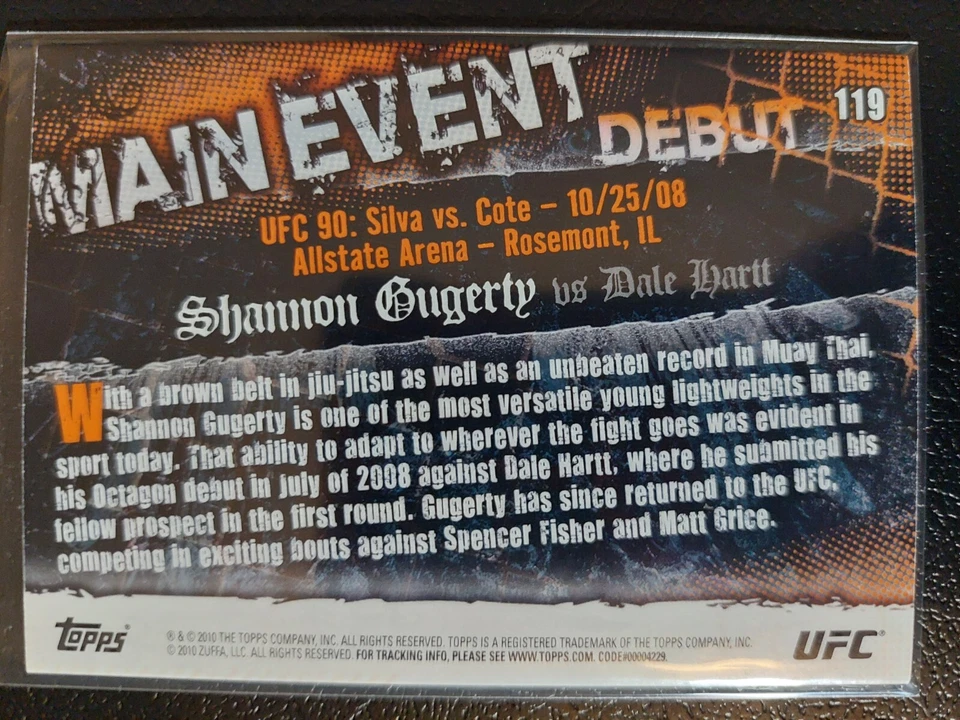 MAIN EVENT
DEBUT
119
UFC 90: Silva vs. Cote – 10/25/08
Allstate Arena – Rosemont, IL
Shannon Gugerty vs Dale Hartt
With a brown belt in jiu-jitsu as well as an unbeaten record in Muay Thai,
Shannon Gugerty is one of the most versatile young lightweights in the
sport today. That ability to adapt to wherever the fight goes was evident in
his Octagon debut in July of 2008 against Dale Hartt, where he submitted his
fellow prospect in the first round. Gugerty has since returned to the UFC,
competing in exciting bouts against Spencer Fisher and Matt Grice.
Topps®
® & © 2010 THE TOPPS COMPANY, INC. ALL RIGHTS RESERVED. TOPPS IS A REGISTERED TRADEMARK OF THE TOPPS COMPANY, INC.
© 2010 ZUFFA, LLC. ALL RIGHTS RESERVED. FOR TRACKING INFO, PLEASE SEE WWW.TOPPS.COM. CODE#00004229.
UFC®